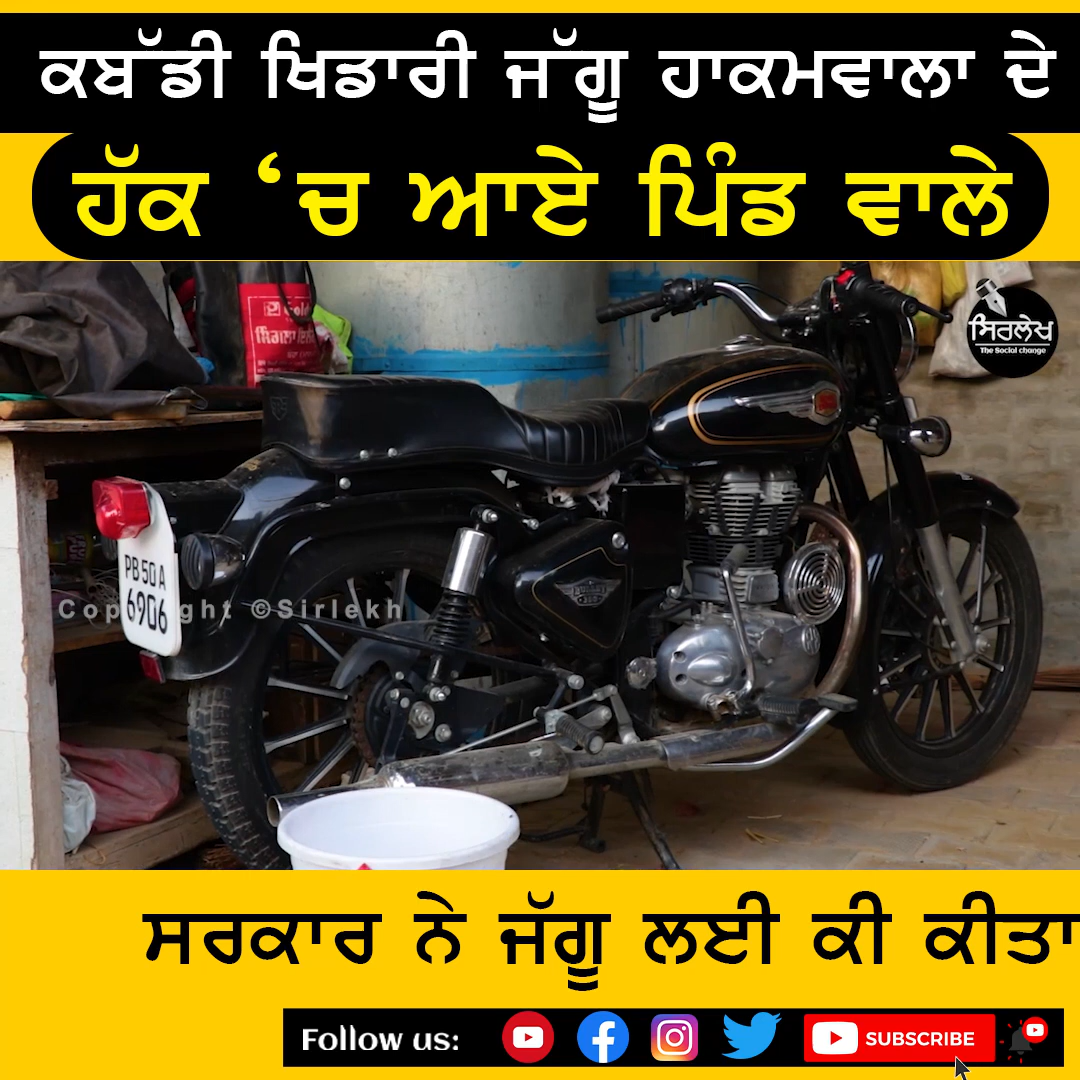 ਕਬੱਡੀ ਖਿਡਾਰੀ ਜੱਗੂ ਹਾਕਮਵਾਲਾ ਦੇ
ਹੱਕ ‘ਚ ਆਏ ਪਿੰਡ ਵਾਲੇ
ਸਿਰਲੇਖ
The Social change
PB50A
6906
Copyright ©Sirlekh
ਸਰਕਾਰ ਨੇ ਜੱਗੂ ਲਈ ਕੀ ਕੀਤਾ
Follow us:
SUBSCRIBE